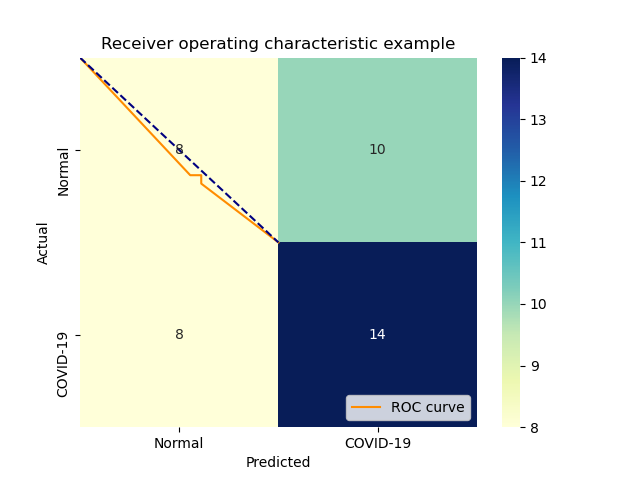 Receiver operating characteristic example
14
13
12
11
10
9
8
Actual
Normal
COVID-19
8
10
8
14
ROC curve
Normal
COVID-19
Predicted